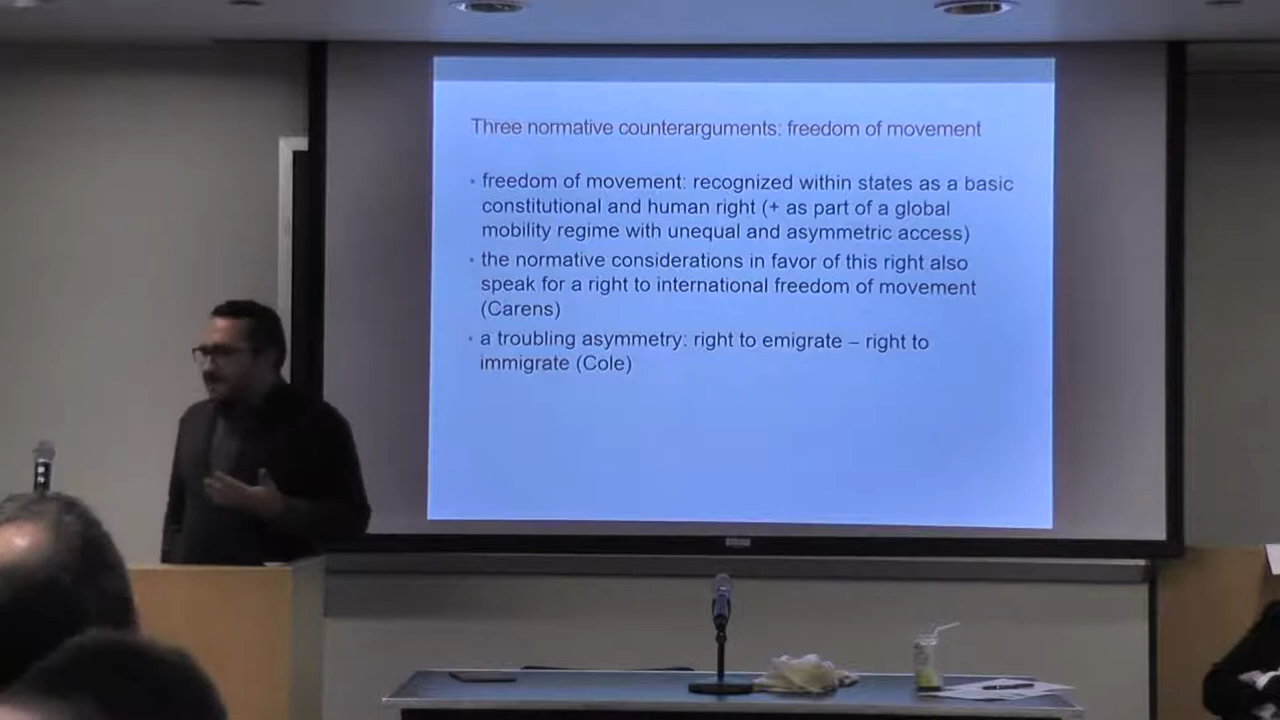 Three normative counterarguments: freedom of movement
• freedom of movement: recognized within states as a basic
constitutional and human right (+ as part of a global
mobility regime with unequal and asymmetric access)
• the normative considerations in favor of this right also
speak for a right to international freedom of movement
(Carens)
• a troubling asymmetry: right to emigrate – right to
immigrate (Cole)